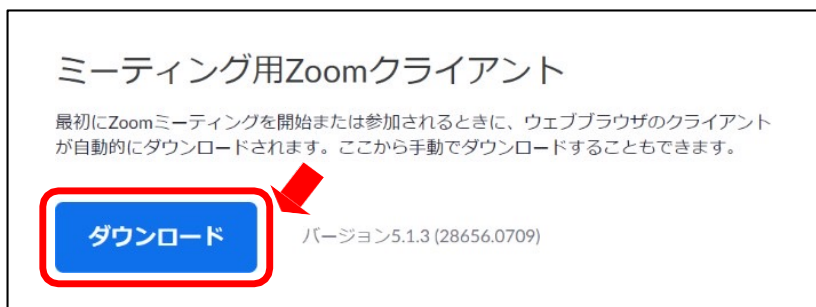 ミーティング用Zoomクライアント
最初にZoomミーティングを開始または参加されるときに、ウェブブラウザのクライアント
が自動的にダウンロードされます。ここから手動でダウンロードすることもできます。
ダウンロード
バージョン5.1.3 (28656.0709)